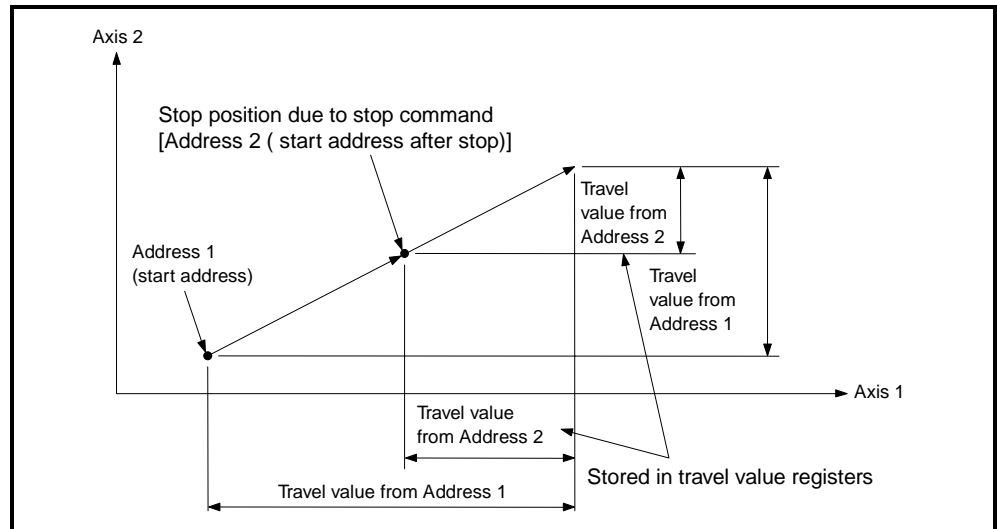 Axis 2
Stop position due to stop command
[Address 2 ( start address after stop)]
Address 1
(start address)
Travel
value from
Address 2
Travel
value from
Address 1
Axis 1
Travel value
from Address 2
Stored in travel value registers
Travel value from Address 1